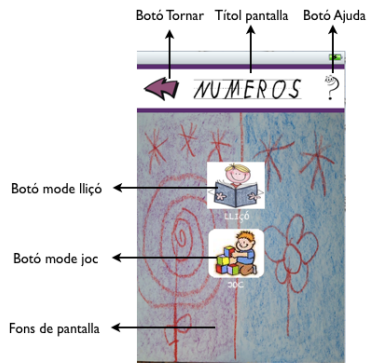 Botó Tornar Títol pantalla Botó Ajuda
NUMEROS ?
Botó mode lliçó
LLIÇÓ
Botó mode joc
JOC
Fons de pantalla